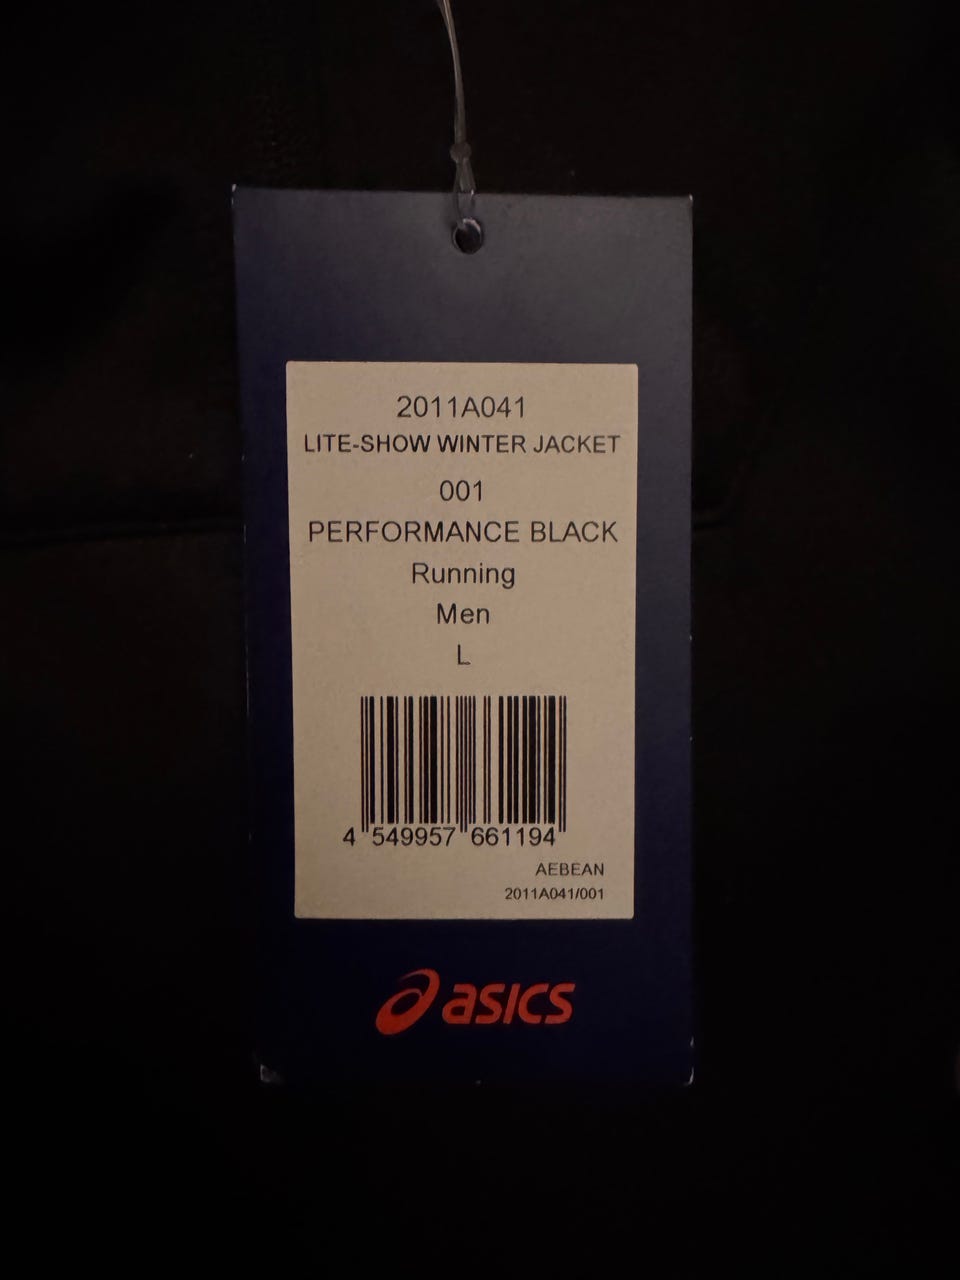 2011A041
LITE-SHOW WINTER JACKET
001
PERFORMANCE BLACK
Running
Men
L
4 549957 661194
AEBEAN
2011A041/001
asics